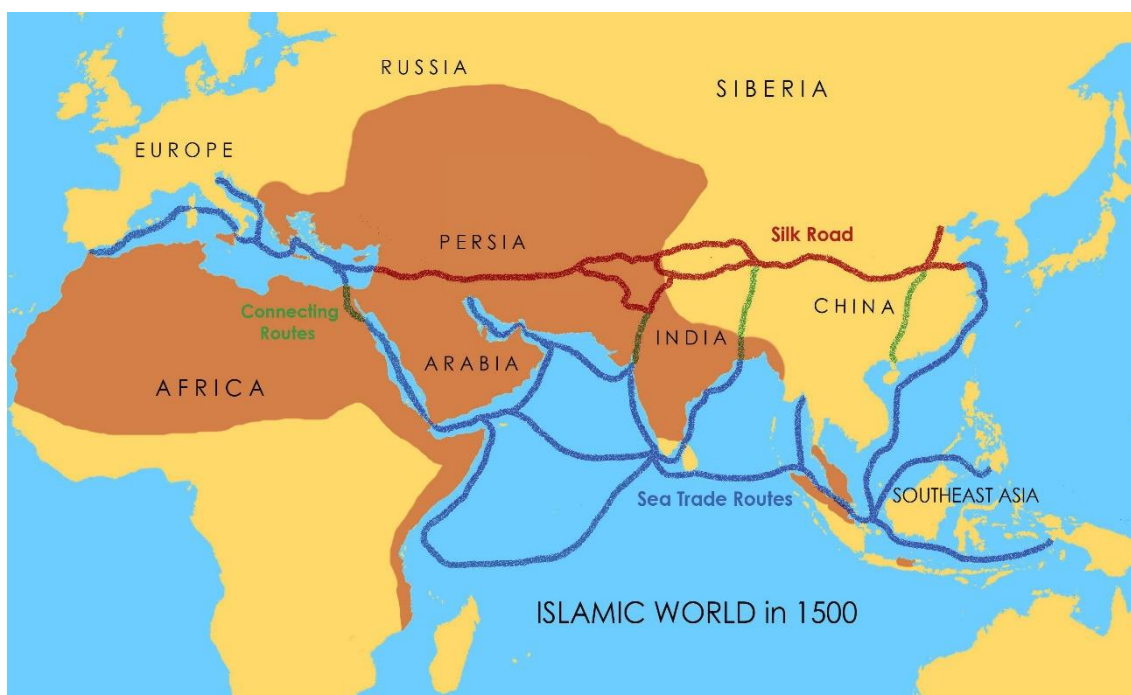 RUSSIA
SIBERIA
EUROPE
Silk Road
PERSIA
CHINA
Connecting
Routes
INDIA
ARABIA
AFRICA
Sea Trade Routes
SOUTHEAST ASIA
ISLAMIC WORLD in 1500